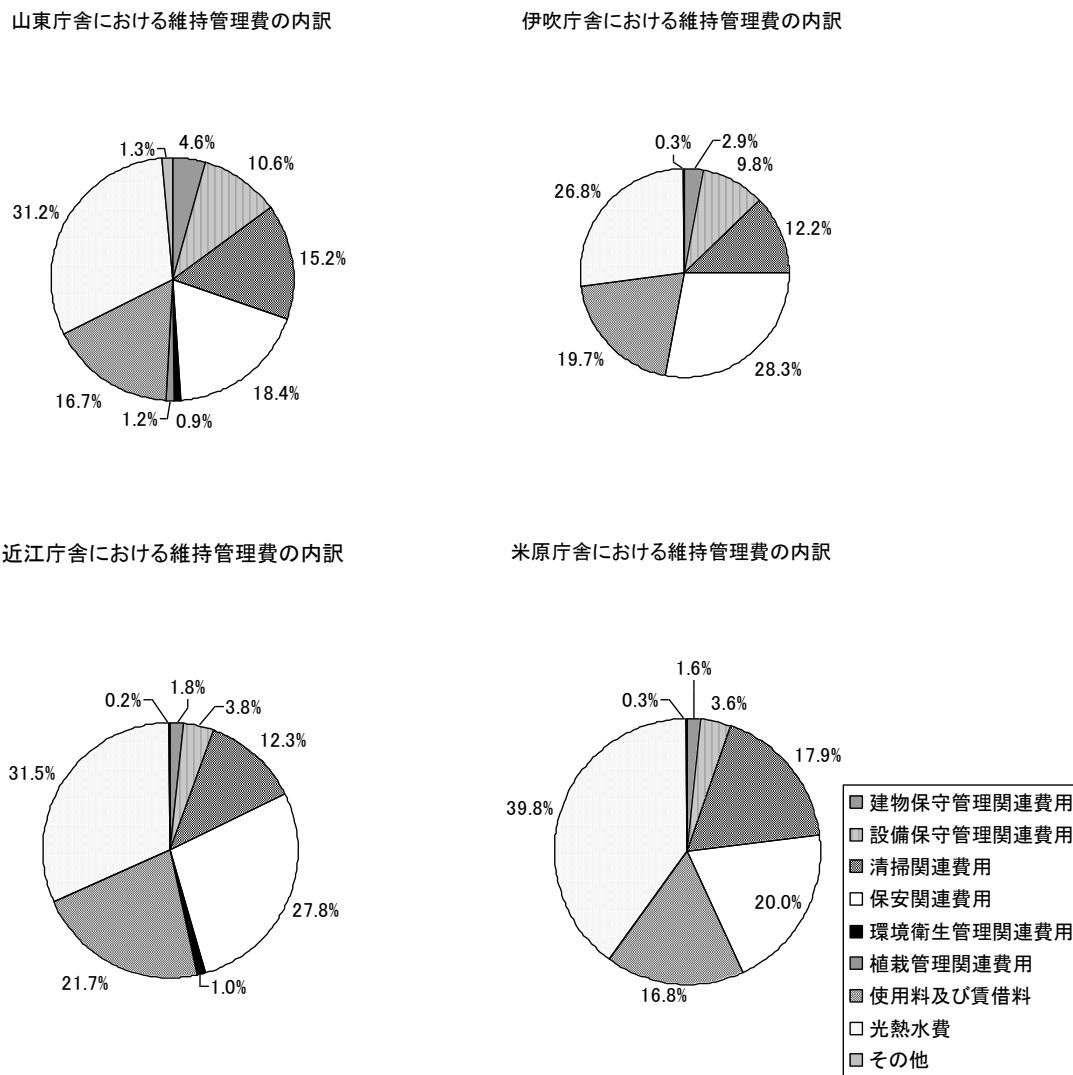 山東庁舎における維持管理費の内訳
1.3%
4.6%
10.6%
15.2%
18.4%
0.9%
1.2%
16.7%
31.2%
伊吹庁舎における維持管理費の内訳
0.3%
2.9%
9.8%
12.2%
28.3%
19.7%
26.8%
近江庁舎における維持管理費の内訳
0.2%
1.8%
3.8%
12.3%
27.8%
1.0%
21.7%
31.5%
米原庁舎における維持管理費の内訳
0.3%
1.6%
3.6%
17.9%
20.0%
16.8%
39.8%
建物保守管理関連費用
設備保守管理関連費用
清掃関連費用
保安関連費用
環境衛生管理関連費用
植栽管理関連費用
使用料及び賃借料
光熱水費
その他